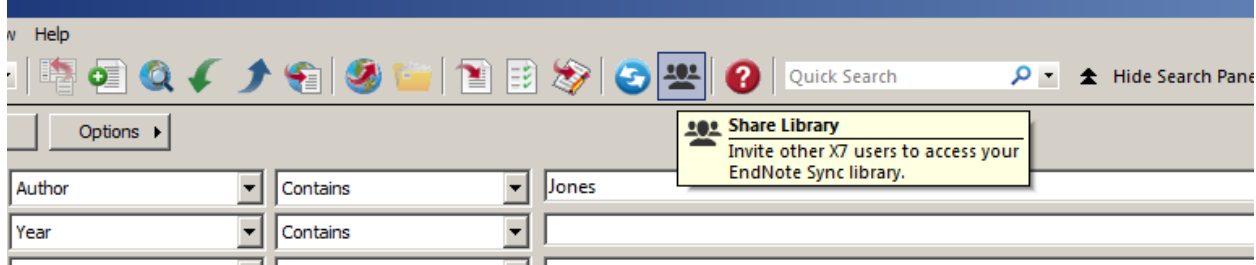 w Help
Quick Search
Hide Search Pane
Options
Share Library
Invite other X7 users to access your
EndNote Sync library.
Author Contains Jones
Year Contains